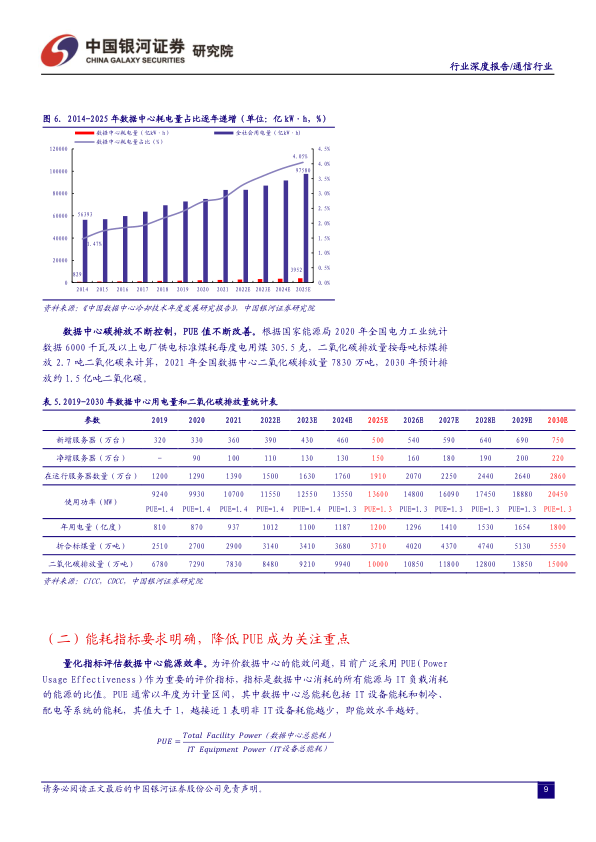 中国银河证券 研究院
CHINA GALAXY SECURITIES
行业深度报告/通信行业
图 6. 2014-2025 年数据中心耗电量占比逐年递增（单位：亿 kW·h，%）
数据中心耗电量（亿kW·h） 全社会用电量（亿kW·h）
数据中心耗电量占比（%）
120000 4.5%
4.0%
100000 3.5%
80000 3.0%
2.5%
60000 2.0%
40000 1.5%
1.0%
20000 0.5%
0 0.0%
4.05%
97500
56393
1.47%
829
3952
2014 2015 2016 2017 2018 2019 2020 2021 2022E 2023E 2024E 2025E
资料来源：《中国数据中心冷却技术年度发展研究报告》，中国银河证券研究院
数据中心碳排放不断控制，PUE 值不断改善。根据国家能源局 2020 年全国电力工业统计
数据 6000 千瓦及以上电厂供电标准煤耗每度电用煤 305.5 克，二氧化碳排放量按每吨标煤排
放 2.7 吨二氧化碳来计算，2021 年全国数据中心二氧化碳排放量 7830 万吨，2030 年预计排
放约 1.5 亿吨二氧化碳。
表 5.2019-2030 年数据中心用电量和二氧化碳排放量统计表
参数 2019 2020 2021 2022E 2023E 2024E 2025E 2026E 2027E 2028E 2029E 2030E
新增服务器（万台） 320 330 360 390 430 460 500 540 590 640 690 750
净增服务器（万台） - 90 100 110 130 130 150 160 180 190 200 220
在运行服务器数量（万台） 1200 1290 1390 1500 1630 1760 1910 2070 2250 2440 2640 2860
使用功率（MW） 9240 9930 10700 11550 12550 13550 13600 14800 16090 17450 18880 20450
PUE=1.4 PUE=1.4 PUE=1.4 PUE=1.4 PUE=1.4 PUE=1.4 PUE=1.3 PUE=1.3 PUE=1.3 PUE=1.3 PUE=1.3 PUE=1.3
年用电量（亿度） 810 870 937 1012 1100 1187 1200 1296 1410 1530 1654 1800
折合标煤量（万吨） 2510 2700 2900 3140 3410 3680 3710 4020 4370 4740 5130 5550
二氧化碳排放量（万吨） 6780 7290 7830 8480 9210 9940 10000 10850 11800 12800 13850 15000
资料来源：CICC，CDCC，中国银河证券研究院
（二）能耗指标要求明确，降低 PUE 成为关注重点
量化指标评估数据中心能源效率。为评价数据中心的能效问题，目前广泛采用 PUE(Power
Usage Effectiveness)作为重要的评价指标，指标是数据中心消耗的所有能源与 IT 负载消耗
的能源的比值。PUE 通常以年度为计量区间，其中数据中心总能耗包括 IT 设备能耗和制冷、
配电等系统的能耗，其值大于 1，越接近 1 表明非 IT 设备耗能越少，即能效水平越好。
PUE = Total Facility Power（数据中心总能耗）
IT Equipment Power（IT设备总能耗）
请务必阅读正文最后的中国银河证券股份公司免责声明。
9